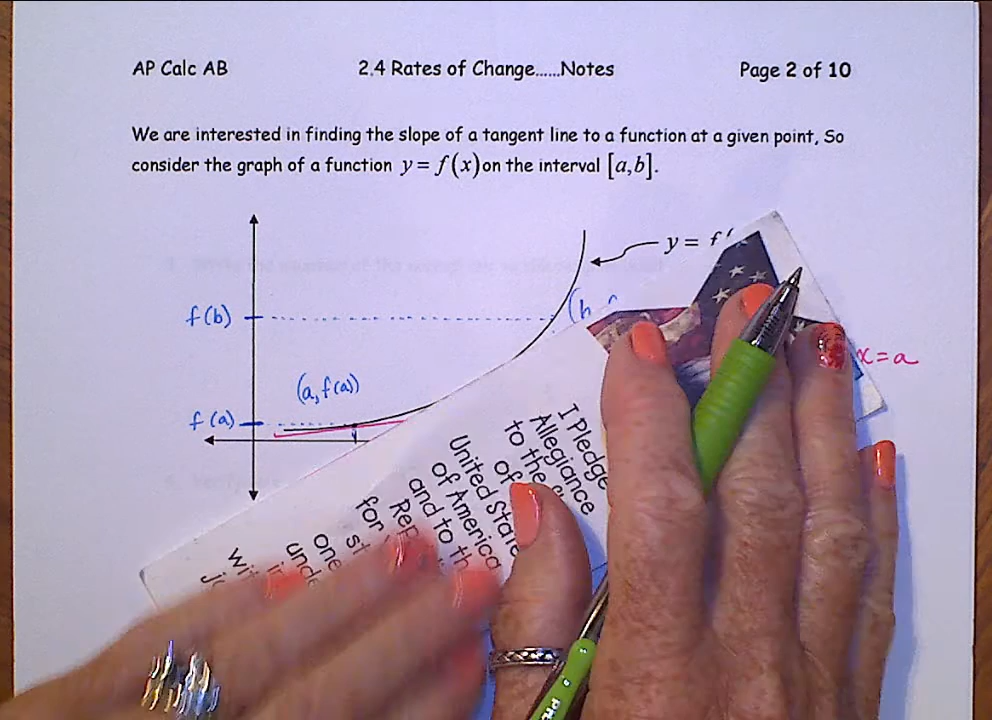 AP Calc AB 2.4 Rates of Change......Notes Page 2 of 10
We are interested in finding the slope of a tangent line to a function at a given point, So
consider the graph of a function y = f(x) on the interval [a,b].
y = f
f(b)
(b
x=a
(a, f(a))
f(a)
I Pledge
Allegiance
to the
of
United
of America
and to th
for
one